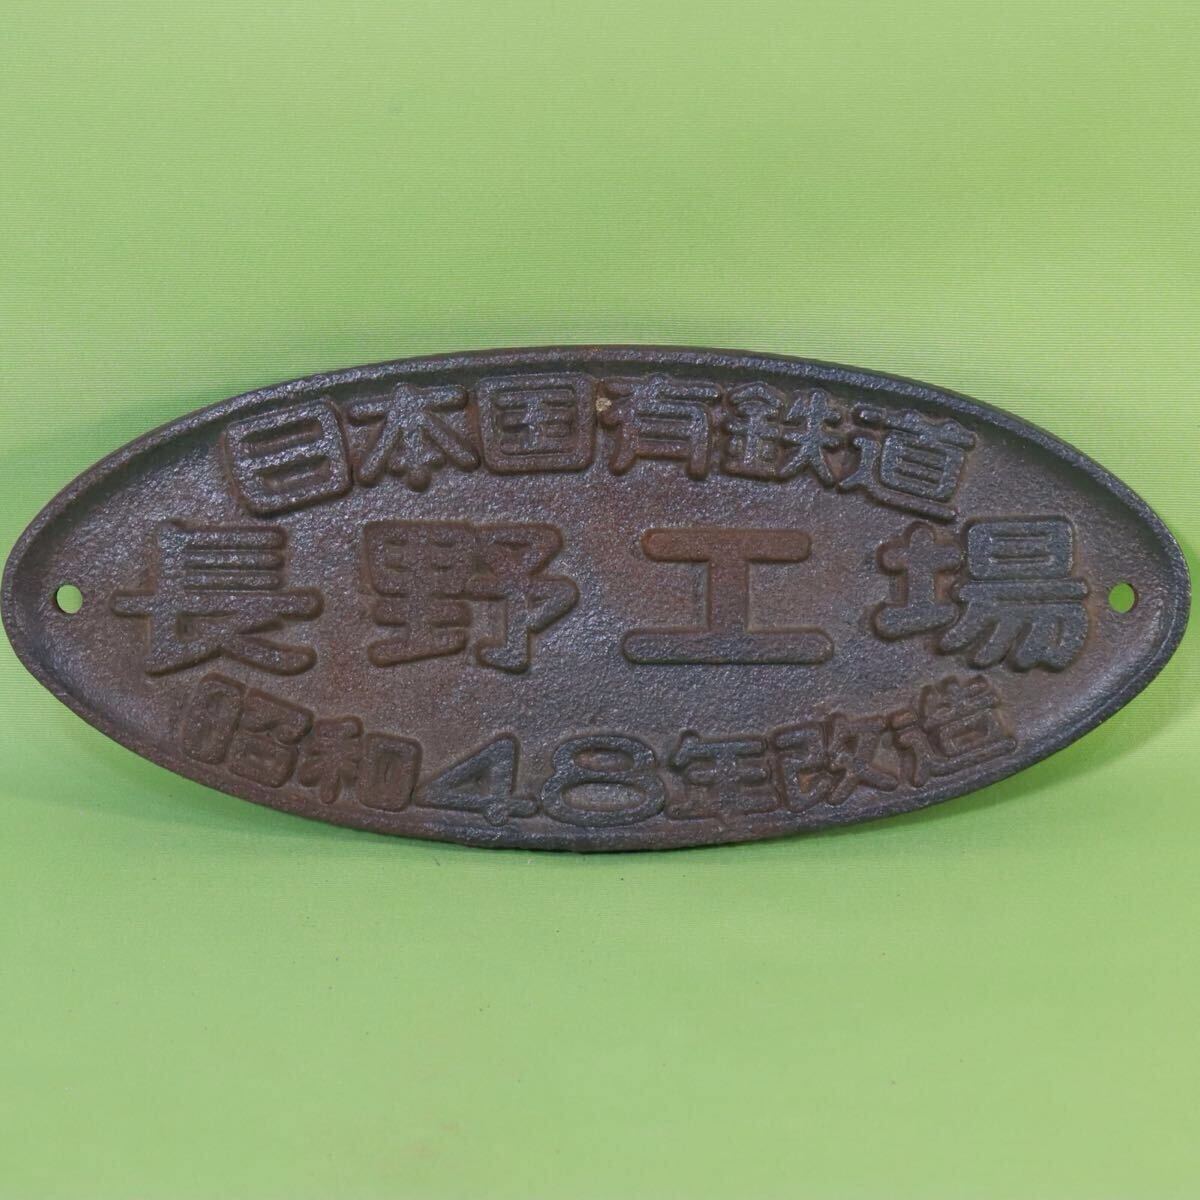 日本国有鉄道
長野工場
昭和48年改造